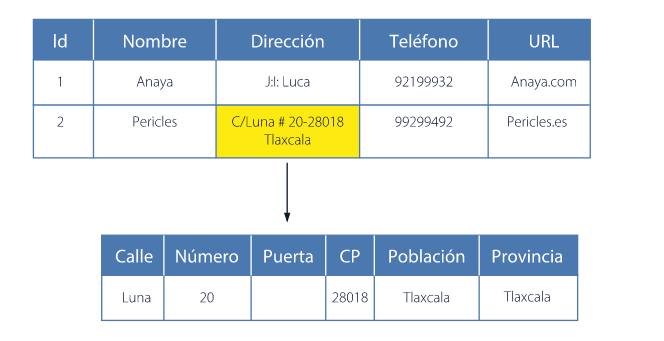 Id Nombre Dirección Teléfono URL
1 Anaya J:I: Luca 92199932 Anaya.com
2 Pericles C/Luna # 20-28018 99299492 Pericles.es
Tlaxcala
Calle Número Puerta CP Población Provincia
Luna 20 28018 Tlaxcala Tlaxcala